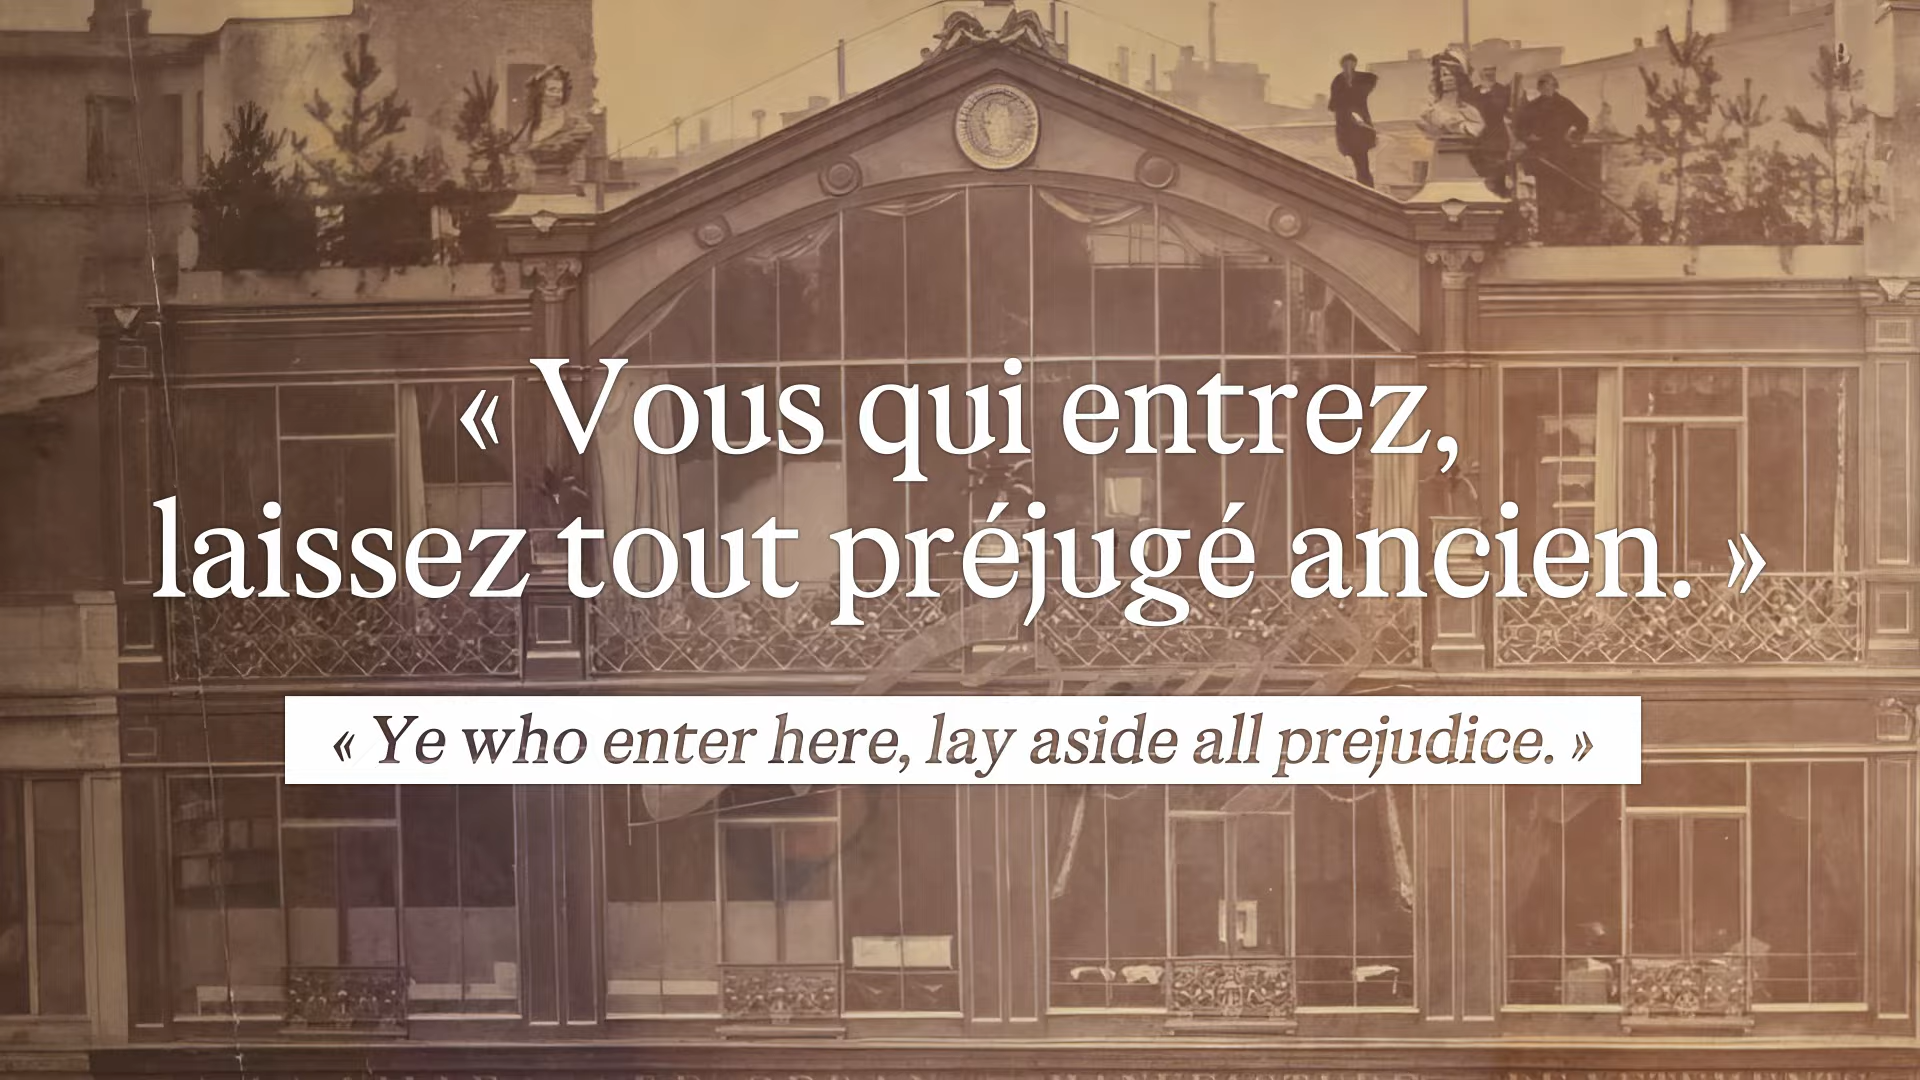 « Vous qui entrez,
laissez tout préjugé ancien. »
« Ye who enter here, lay aside all prejudice. »